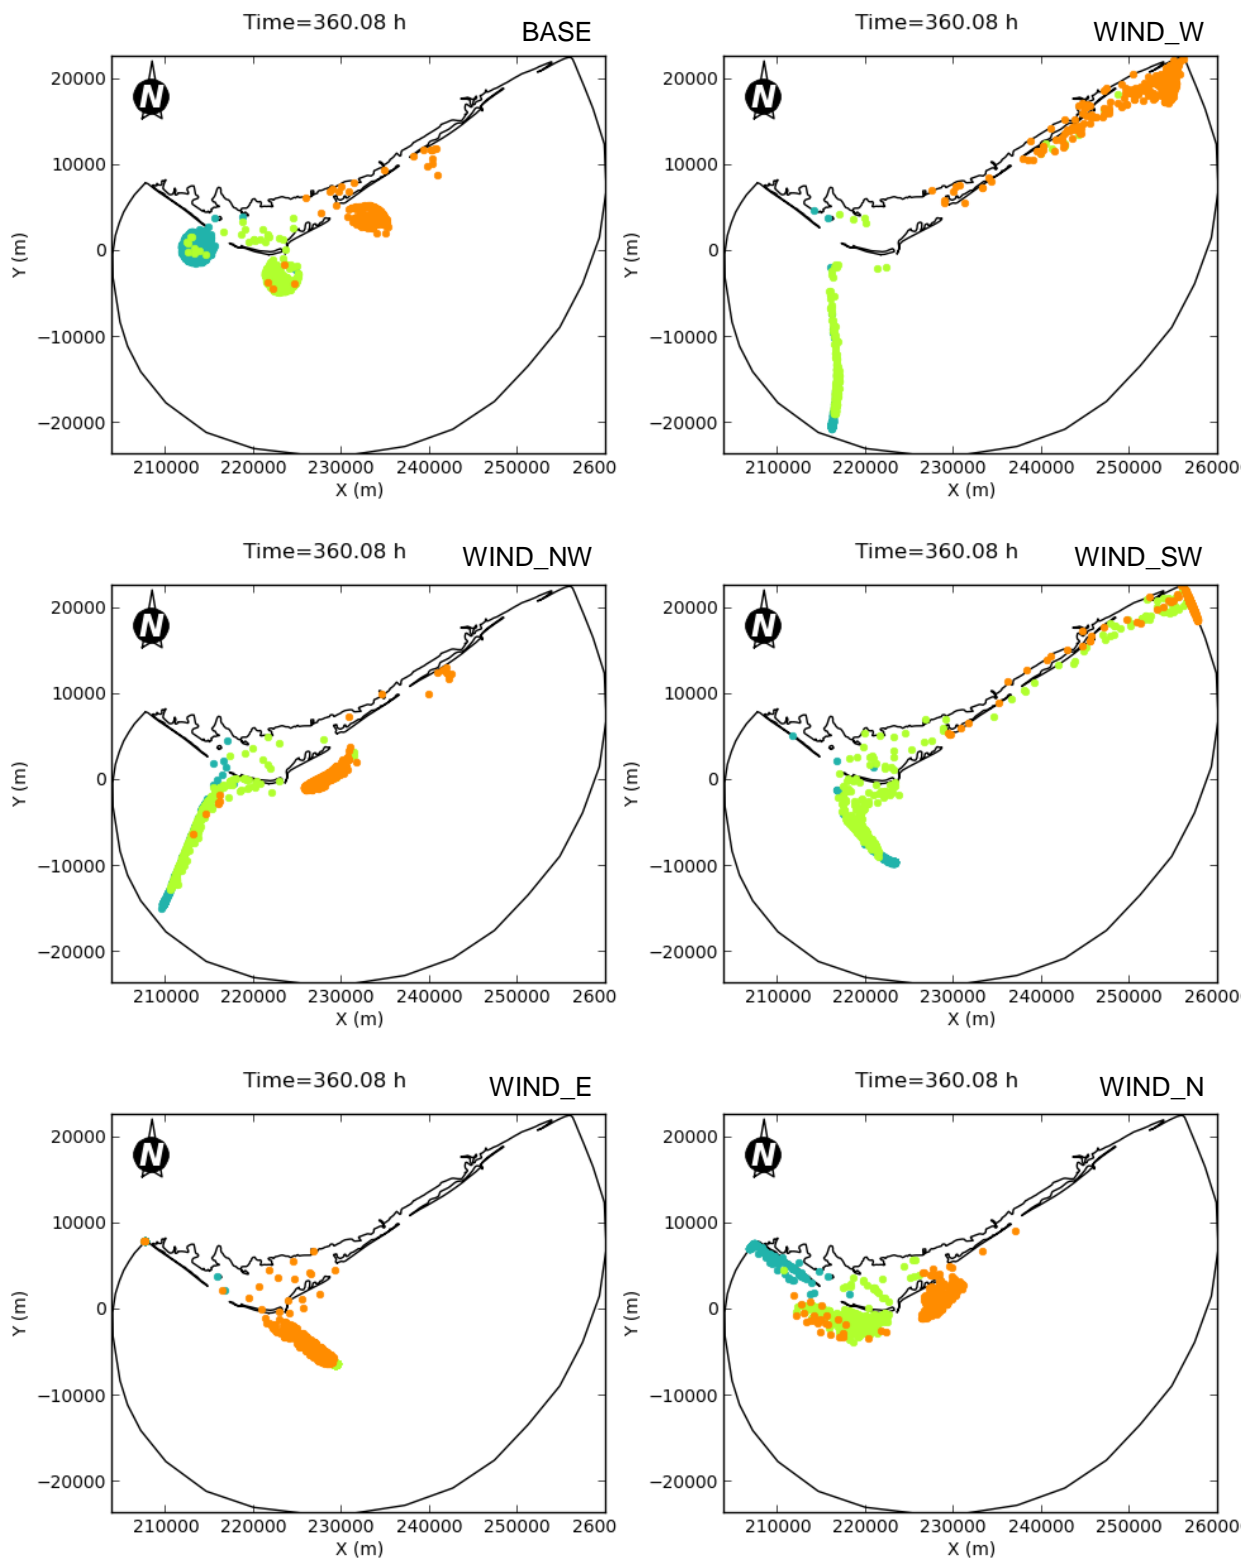 Time=360.08 h BASE
N
20000
10000
0
−10000
−20000
Y (m)
210000 220000 230000 240000 250000 2600
X (m)
Time=360.08 h WIND_W
N
20000
10000
0
−10000
−20000
Y (m)
210000 220000 230000 240000 250000 260000
X (m)
Time=360.08 h WIND_NW
N
20000
10000
0
−10000
−20000
Y (m)
210000 220000 230000 240000 250000 2600
X (m)
Time=360.08 h WIND_SW
N
20000
10000
0
−10000
−20000
Y (m)
210000 220000 230000 240000 250000 260000
X (m)
Time=360.08 h WIND_E
N
20000
10000
0
−10000
−20000
Y (m)
210000 220000 230000 240000 250000 2600
X (m)
Time=360.08 h WIND_N
N
20000
10000
0
−10000
−20000
Y (m)
210000 220000 230000 240000 250000 260000
X (m)